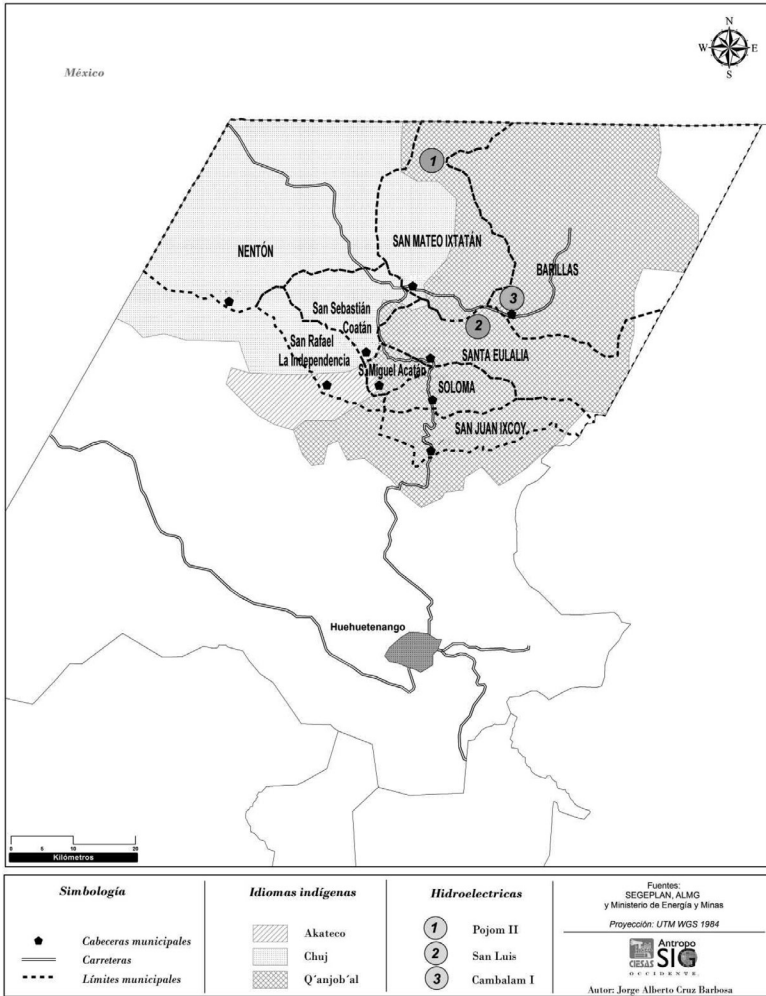 N
W E
S
México
1
NENTÓN
SAN MATEO IXTATÁN
BARILLAS
3
2
San Sebastián
Coatán
San Rafael
La Independencia
S. Miguel Acatán
SANTA EULALIA
SOLOMA
SAN JUAN IXCOY
Huehuetenango
0 10 20
Kilómetros
Simbología
Cabeceras municipales
Carreteras
Límites municipales
Idiomas indígenas
Akateco
Chuj
Q´anjob´al
Hidroelectricas
1 Pojom II
2 San Luis
3 Cambalam I
Fuentes:
SEGEPLAN, ALMG
y Ministerio de Energía y Minas
Proyección: UTM WGS 1984
CIESAS
Antropo
SIG
OCCIDENTE
Autor: Jorge Alberto Cruz Barbosa